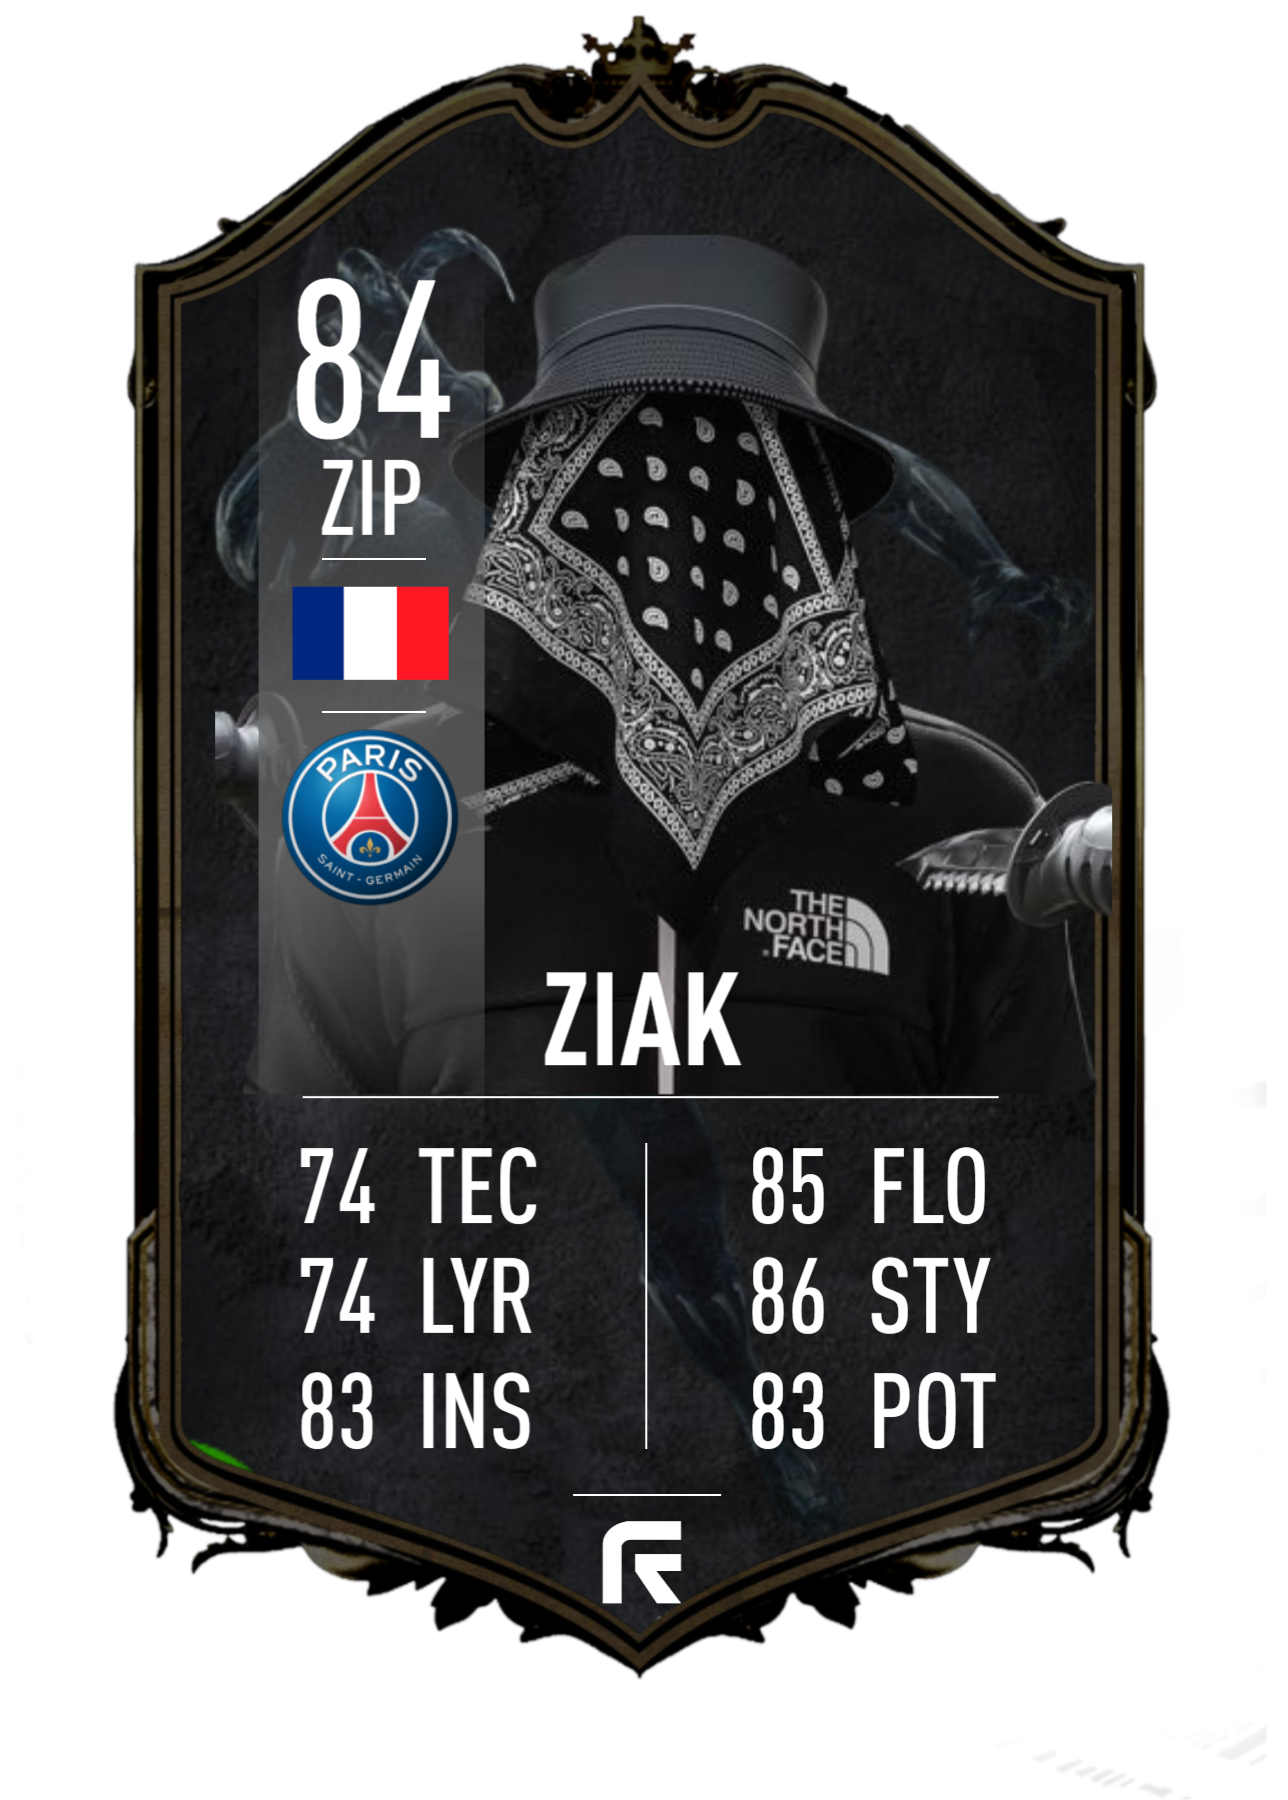 84
ZIP
PARIS
SAINT - GERMAIN
THE
NORTH
FACE
ZIAK
74 TEC
85 FLO
74 LYR
86 STY
83 INS
83 POT